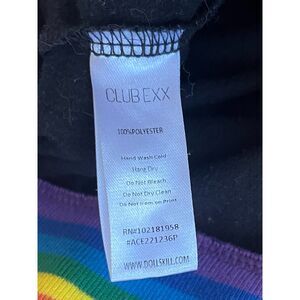 CLUB EXX
100%POLYESTER
Hand Wash Cold
Hang Dry
Do Not Bleach
Do Not Dry Clean
Do Not Iron on Print
RN#102181958
#ACE221236P
WWW.DOLLSKILL.COM